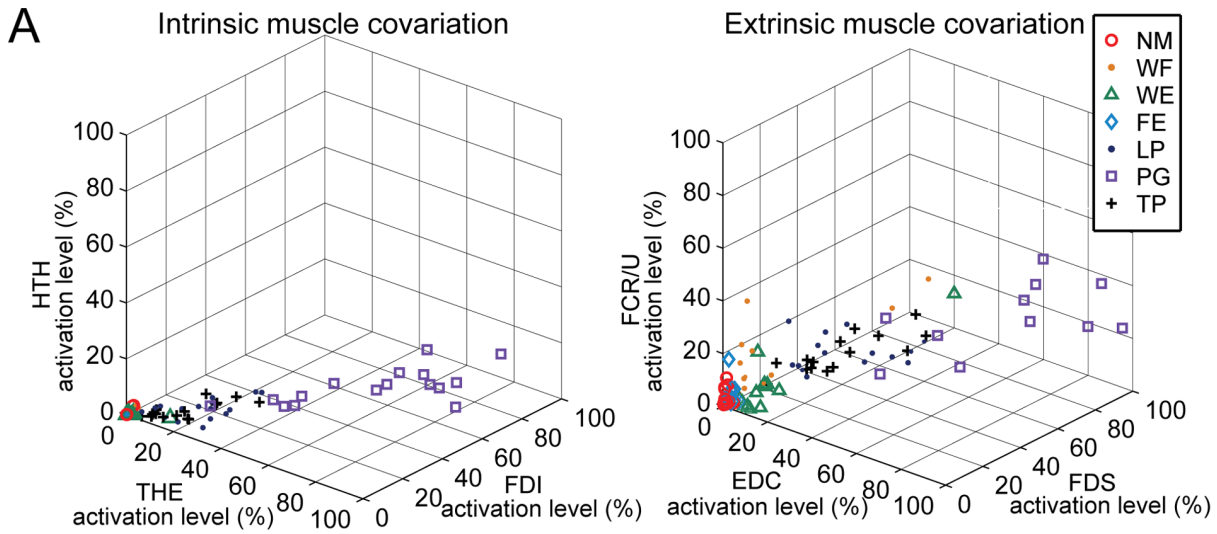 A
Intrinsic muscle covariation
100
80
60
40
20
0
HTH
activation level (%)
0
20
40
60
80
100
THE
activation level (%)
0
20
40
60
80
100
FDI
activation level (%)
Extrinsic muscle covariation
100
80
60
40
20
0
FCR/U
activation level (%)
0
20
40
60
80
100
EDC
activation level (%)
0
20
40
60
80
100
FDS
activation level (%)
NM
WF
WE
FE
LP
PG
TP